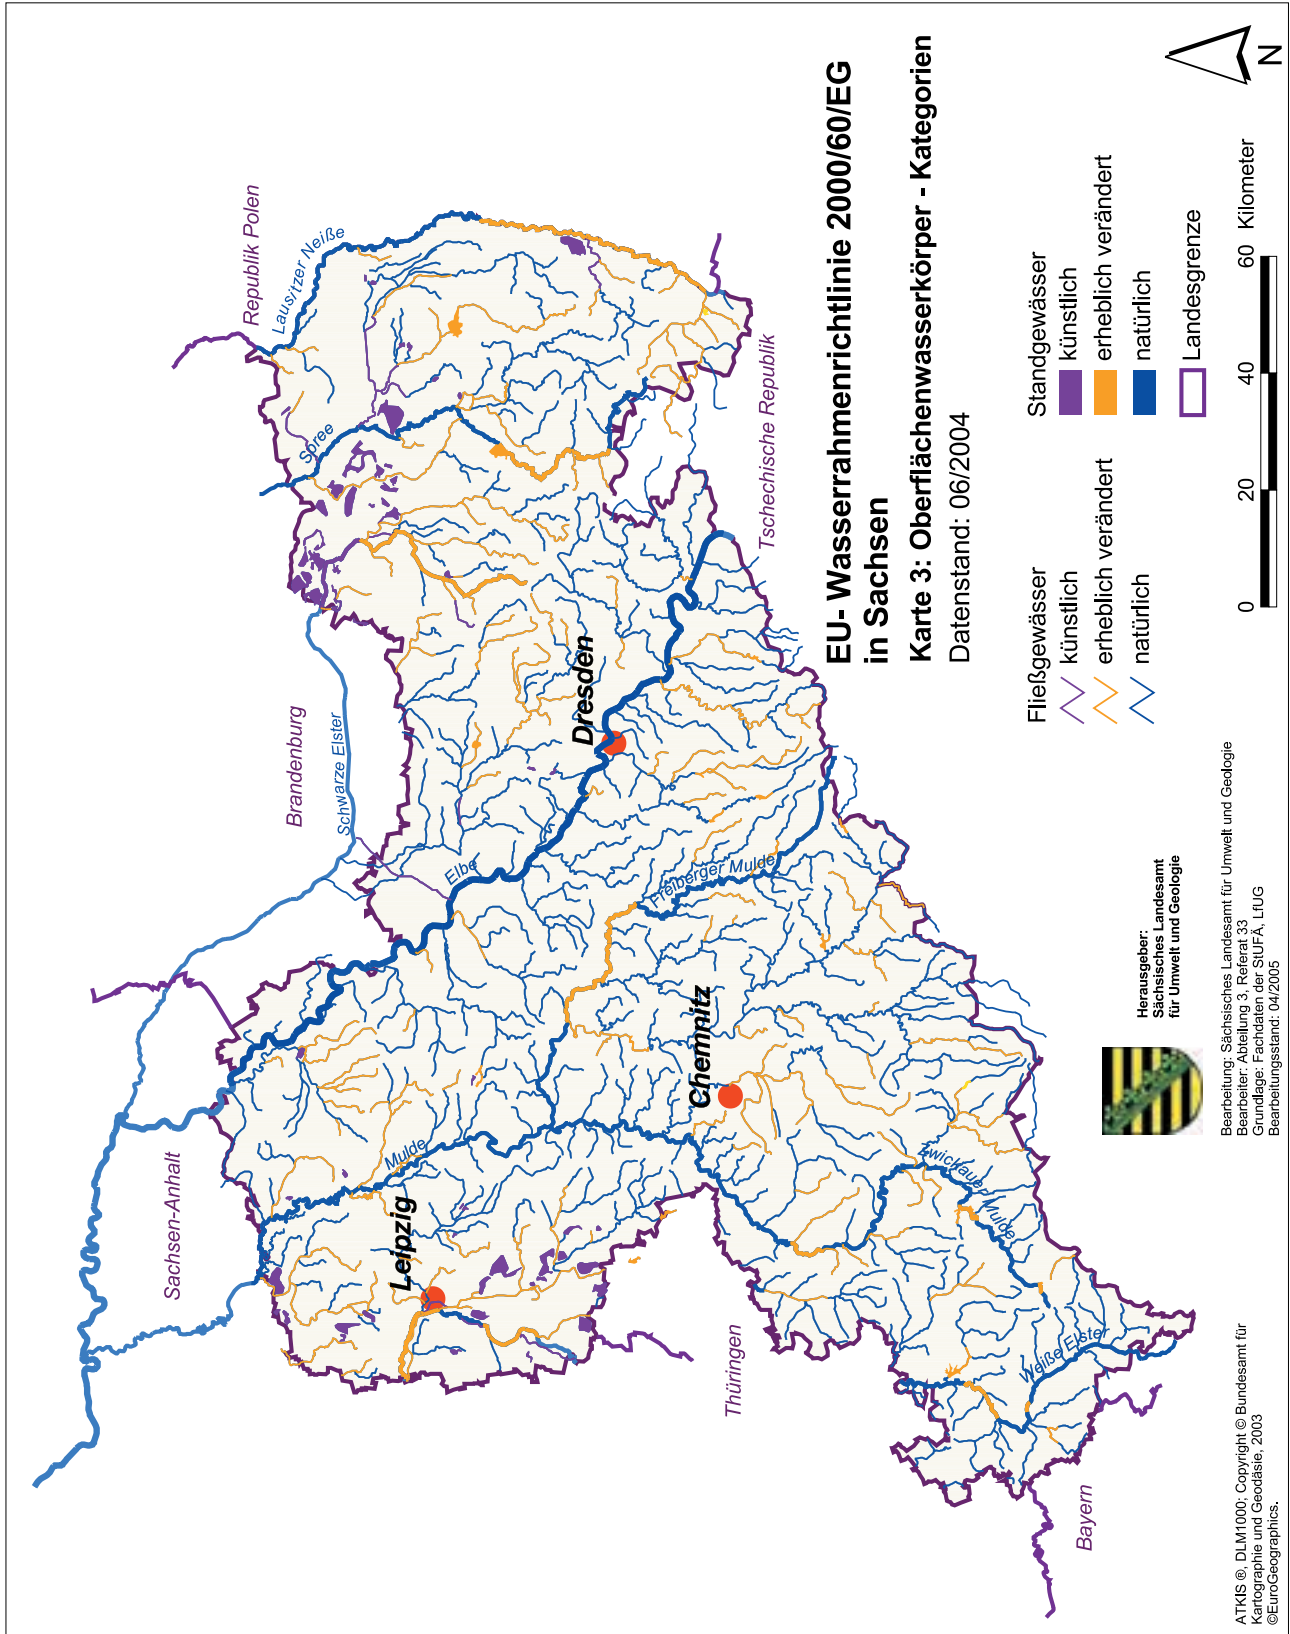 EU- Wasserrahmenrichtlinie 2000/60/EG
in Sachsen
Karte 3: Oberflächenwasserkörper - Kategorien
Datenstand: 06/2004
Fließgewässer
künstlich
erheblich verändert
natürlich
Standgewässer
künstlich
erheblich verändert
natürlich
Landesgrenze
0 20 40 60 Kilometer
N
Sachsen-Anhalt
Brandenburg
Republik Polen
Tschechische Republik
Thüringen
Bayern
Schwarze Elster
Lausitzer Neiße
Spree
Elbe
Mulde
Freiberger Mulde
Zwickauer Mulde
Weiße Elster
Leipzig
Dresden
Chemnitz
Herausgeber:
Sächsisches Landesamt
für Umwelt und Geologie
Bearbeitung: Sächsisches Landesamt für Umwelt und Geologie
Bearbeiter: Abteilung 3, Referat 33
Grundlage: Fachdaten der StUFÄ, LfUG
Bearbeitungsstand: 04/2005
ATKIS ®, DLM1000; Copyright © Bundesamt für
Kartographie und Geodäsie, 2003
©EuroGeographics.